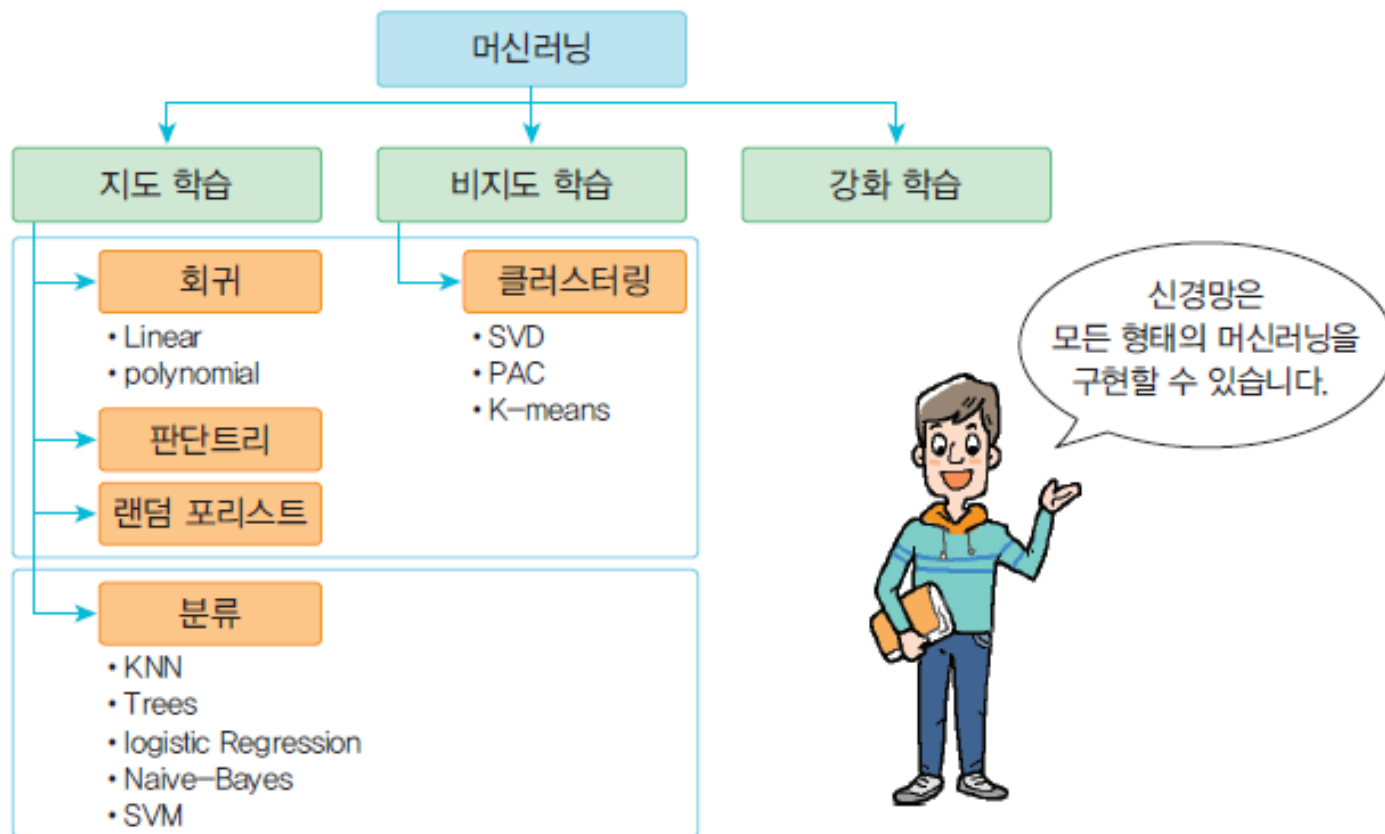 머신러닝
지도 학습
비지도 학습
강화 학습
회귀
• Linear
• polynomial
판단트리
랜덤 포리스트
클러스터링
• SVD
• PAC
• K-means
분류
• KNN
• Trees
• logistic Regression
• Naive-Bayes
• SVM
신경망은
모든 형태의 머신러닝을
구현할 수 있습니다.